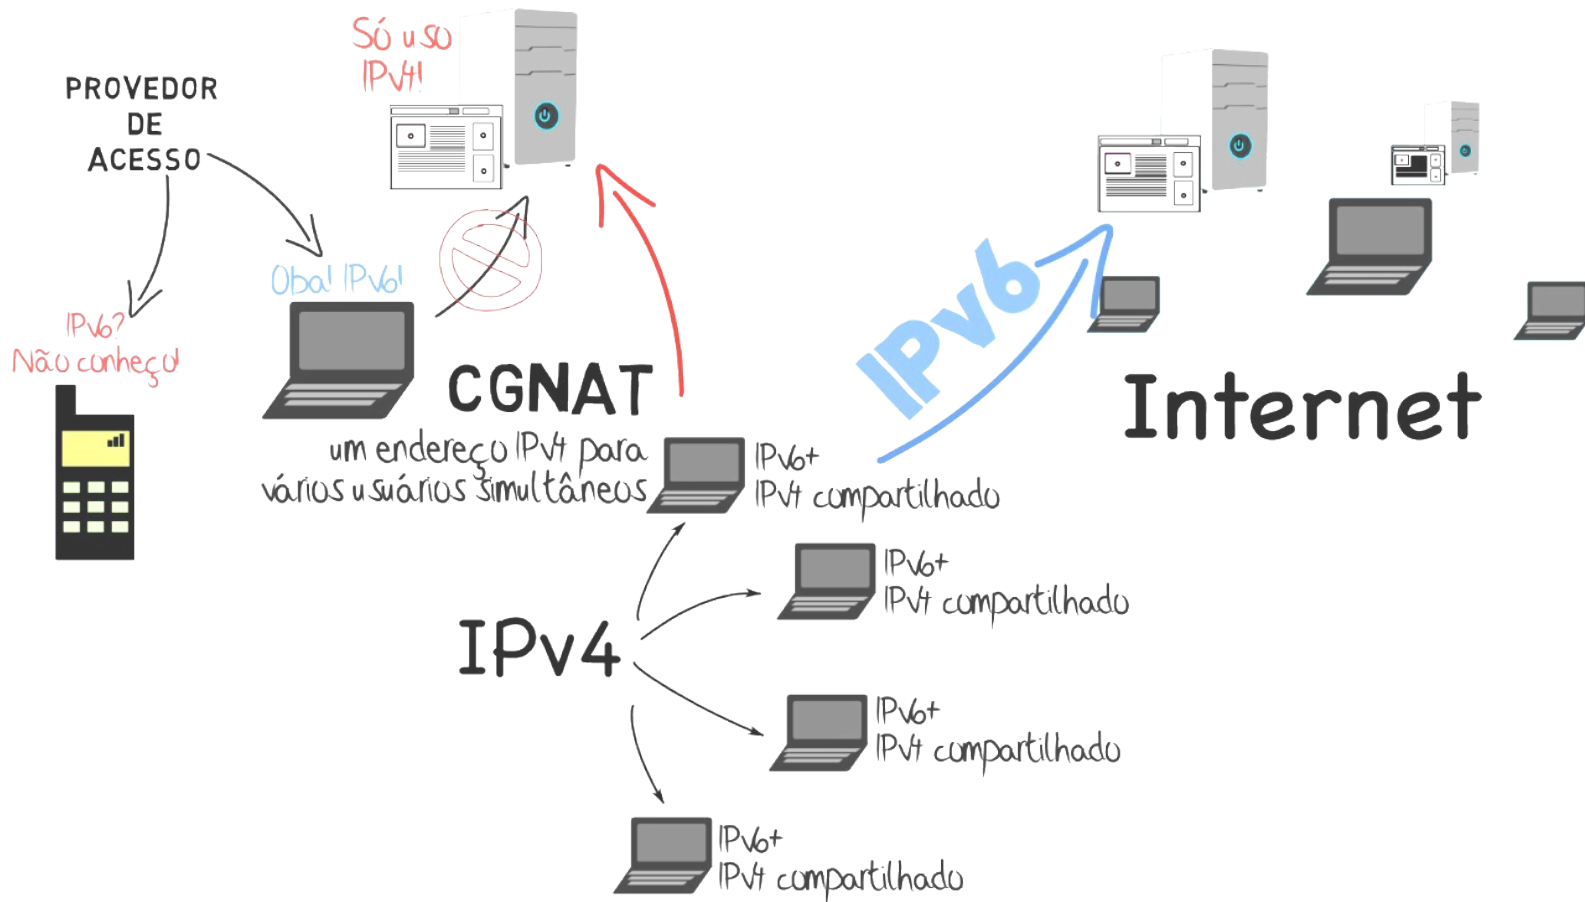 Só uso
IPv4!
PROVEDOR
DE
ACESSO
Oba! IPv6!
IPv6?
Não conheço!
CGNAT
um endereço IPv4 para
vários usuários simultâneos
IPv6
Internet
IPv6+
IPv4 compartilhado
IPv6+
IPv4 compartilhado
IPv4
IPv6+
IPv4 compartilhado
IPv6+
IPv4 compartilhado